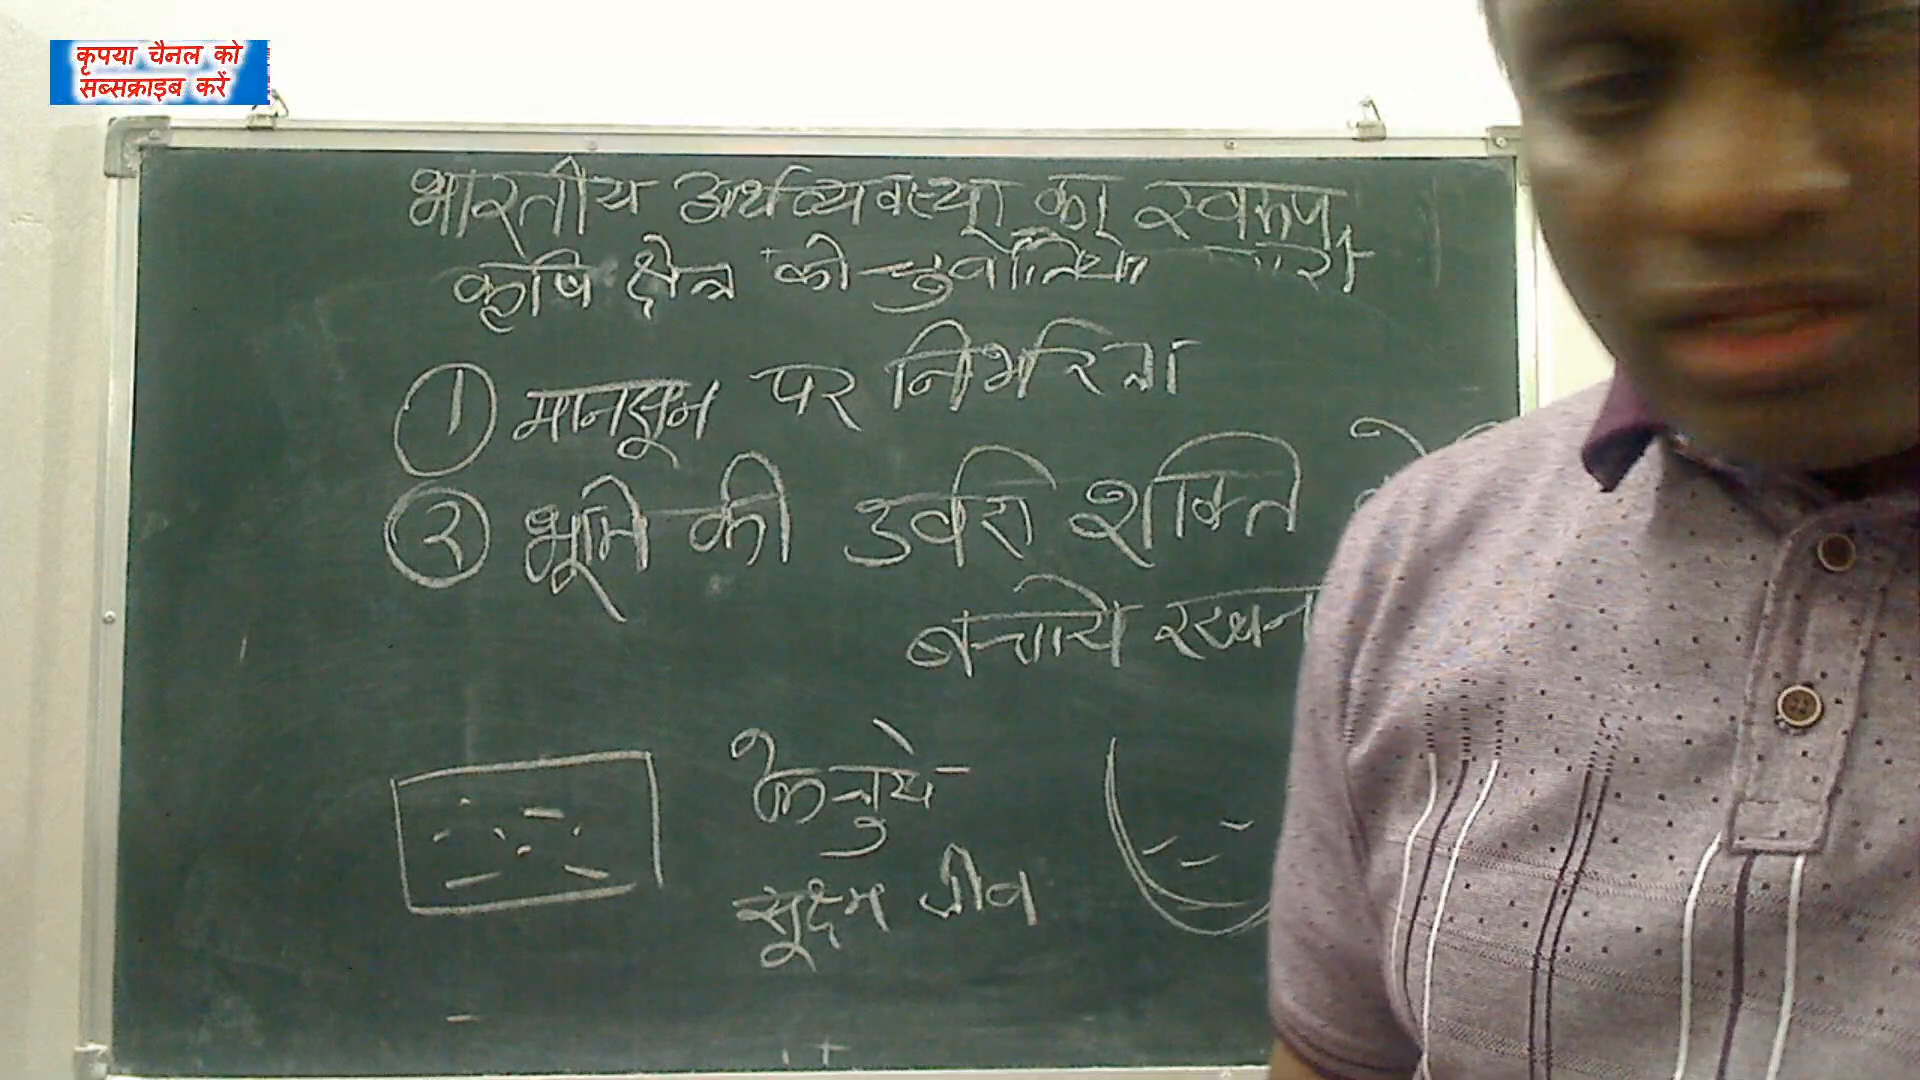 कृपया चैनल को
सब्सक्राइब करें
भारतीय अर्थव्यवस्था का स्वरूप
कृषि क्षेत्र की चुनौतियां
① मानसून पर निर्भरता
② भूमि की उर्वरा शक्ति
बचाये रखन
केचुये
सूक्ष्म जीव